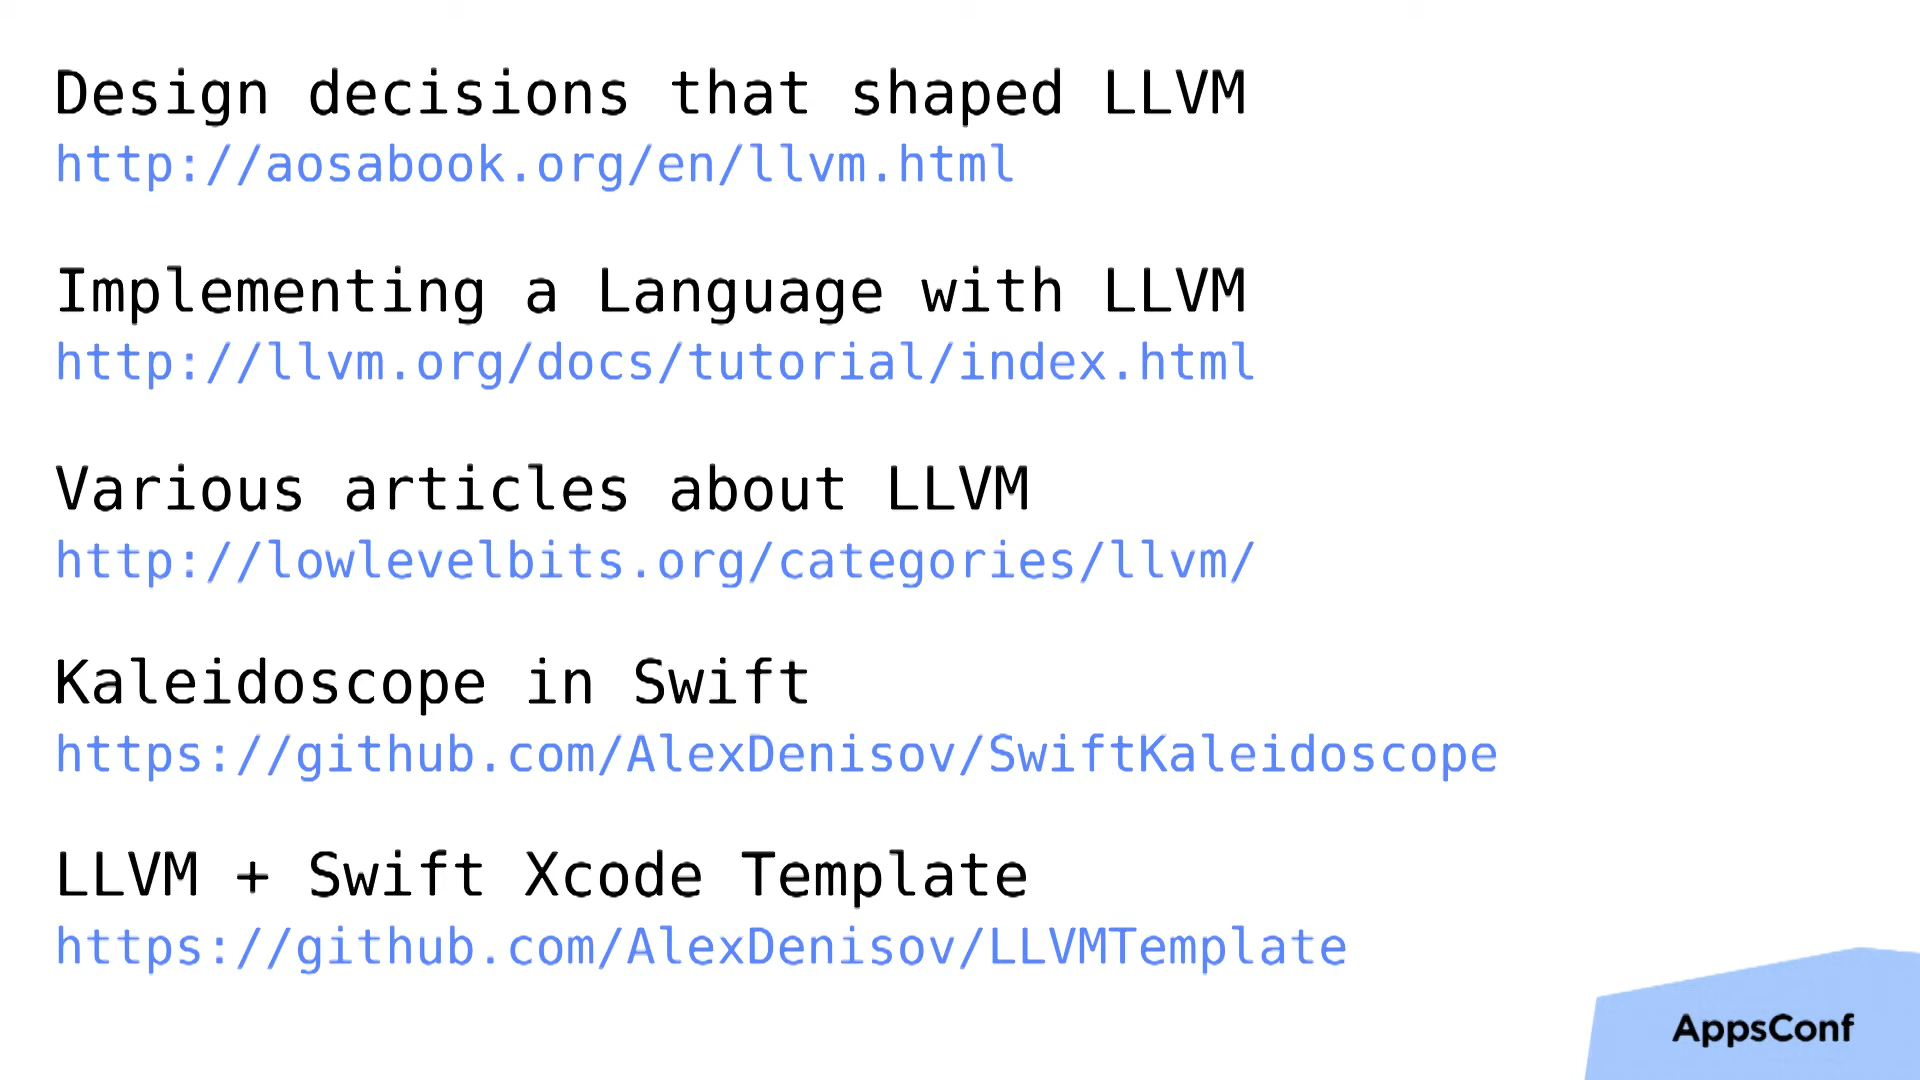 Design decisions that shaped LLVM
http://aosabook.org/en/llvm.html
Implementing a Language with LLVM
http://llvm.org/docs/tutorial/index.html
Various articles about LLVM
http://lowlevelbits.org/categories/llvm/
Kaleidoscope in Swift
https://github.com/AlexDenisov/SwiftKaleidoscope
LLVM + Swift Xcode Template
https://github.com/AlexDenisov/LLVMTemplate
AppsConf